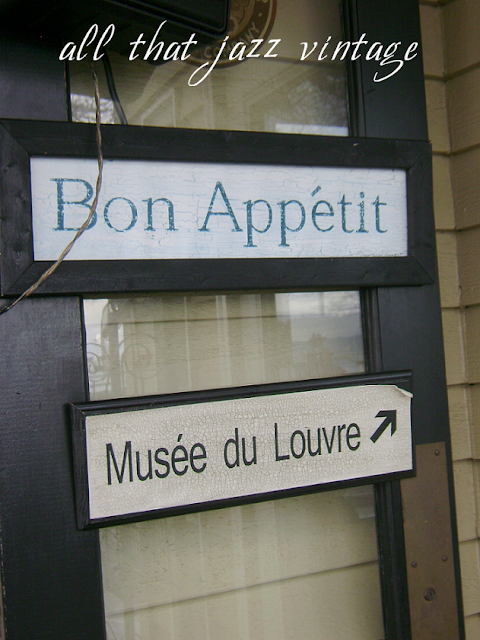 all that jazz vintage
Bon Appétit
Musée du Louvre